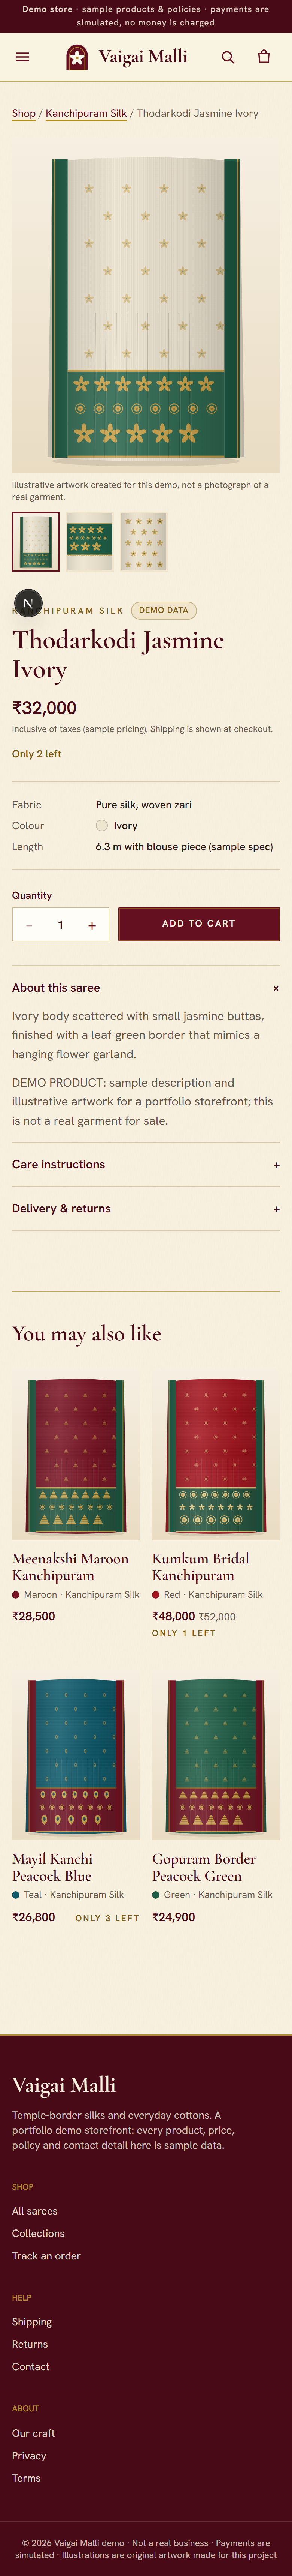 Demo store · sample products & policies · payments are
simulated, no money is charged
Vaigai Malli
Shop / Kanchipuram Silk / Thodarkodi Jasmine Ivory
Illustrative artwork created for this demo, not a photograph of a
real garment.
N
HIPURAM SILK DEMO DATA
Thodarkodi Jasmine
Ivory
₹32,000
Inclusive of taxes (sample pricing). Shipping is shown at checkout.
Only 2 left
Fabric Pure silk, woven zari
Colour Ivory
Length 6.3 m with blouse piece (sample spec)
Quantity
− 1 + ADD TO CART
About this saree ×
Ivory body scattered with small jasmine buttas,
finished with a leaf-green border that mimics a
hanging flower garland.
DEMO PRODUCT: sample description and
illustrative artwork for a portfolio storefront; this
is not a real garment for sale.
Care instructions +
Delivery & returns +
You may also like
Meenakshi Maroon
Kanchipuram
Maroon · Kanchipuram Silk
₹28,500
Kumkum Bridal
Kanchipuram
Red · Kanchipuram Silk
₹48,000 ₹52,000
ONLY 1 LEFT
Mayil Kanchi
Peacock Blue
Teal · Kanchipuram Silk
₹26,800 ONLY 3 LEFT
Gopuram Border
Peacock Green
Green · Kanchipuram Silk
₹24,900
Vaigai Malli
Temple-border silks and everyday cottons. A
portfolio demo storefront: every product, price,
policy and contact detail here is sample data.
SHOP
All sarees
Collections
Track an order
HELP
Shipping
Returns
Contact
ABOUT
Our craft
Privacy
Terms
© 2026 Vaigai Malli demo · Not a real business · Payments are
simulated · Illustrations are original artwork made for this project